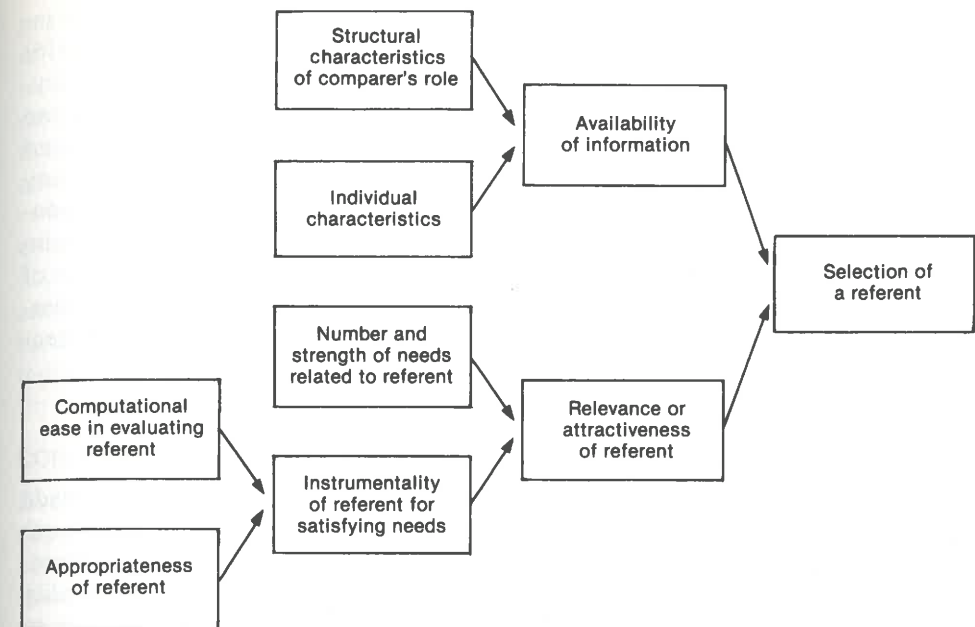 Structural
characteristics
of comparer's role
Availability
of information
Individual
characteristics
Selection of
a referent
Number and
strength of needs
related to referent
Computational
ease in evaluating
referent
Relevance or
attractiveness
of referent
Instrumentality
of referent for
satisfying needs
Appropriateness
of referent